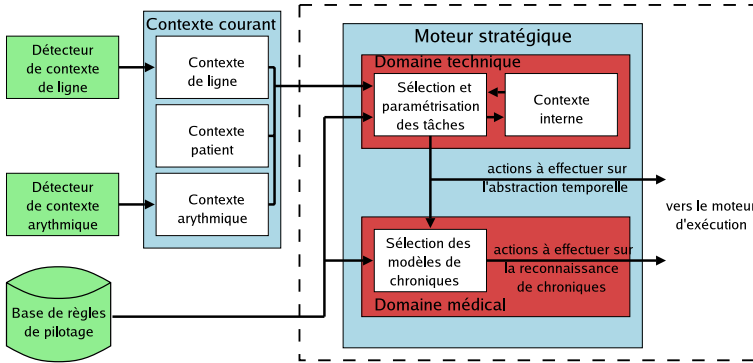 Contexte courant
Détecteur
de contexte
de ligne
Contexte
de ligne
Contexte
patient
Détecteur
de contexte
arythmique
Contexte
arythmique
Base de règles
de pilotage
Moteur stratégique
Domaine technique
Sélection et
paramétrisation
des tâches
Contexte
interne
actions à effectuer sur
l'abstraction temporelle
vers le moteur
d'exécution
Sélection des
modèles de
chroniques
actions à effectuer sur
la reconnaissance
de chroniques
Domaine médical